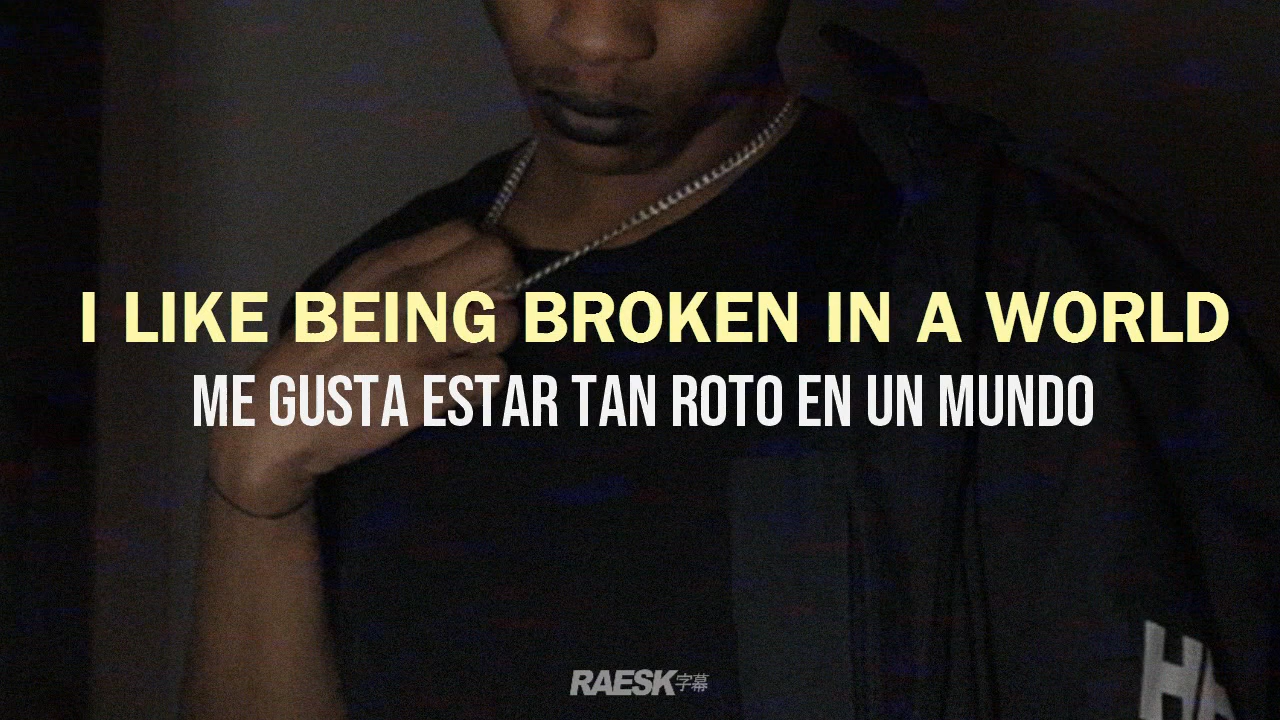 I LIKE BEING BROKEN IN A WORLD
ME GUSTA ESTAR TAN ROTO EN UN MUNDO
RAESK字幕